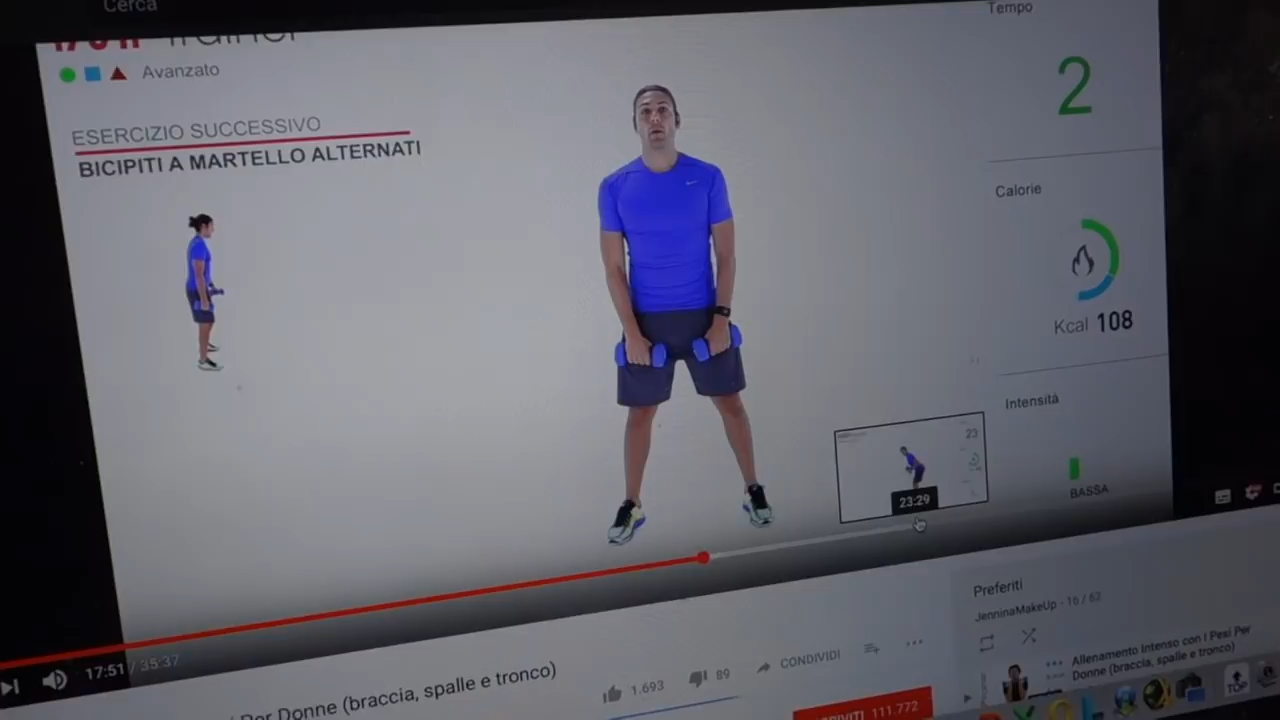 Cerca
Trainer
Avanzato
ESERCIZIO SUCCESSIVO
BICIPITI A MARTELLO ALTERNATI
Tempo
2
Calorie
Kcal 108
Intensità
BASSA
23
23:29
17:51 / 35:37
Per Donne (braccia, spalle e tronco)
1.693
89
CONDIVIDI
111.772
Preferiti
JenninaMakeUp · 16 / 63
Allenamento Intenso con i Pesi Per
Donne (braccia, spalle e tronco)
TOP